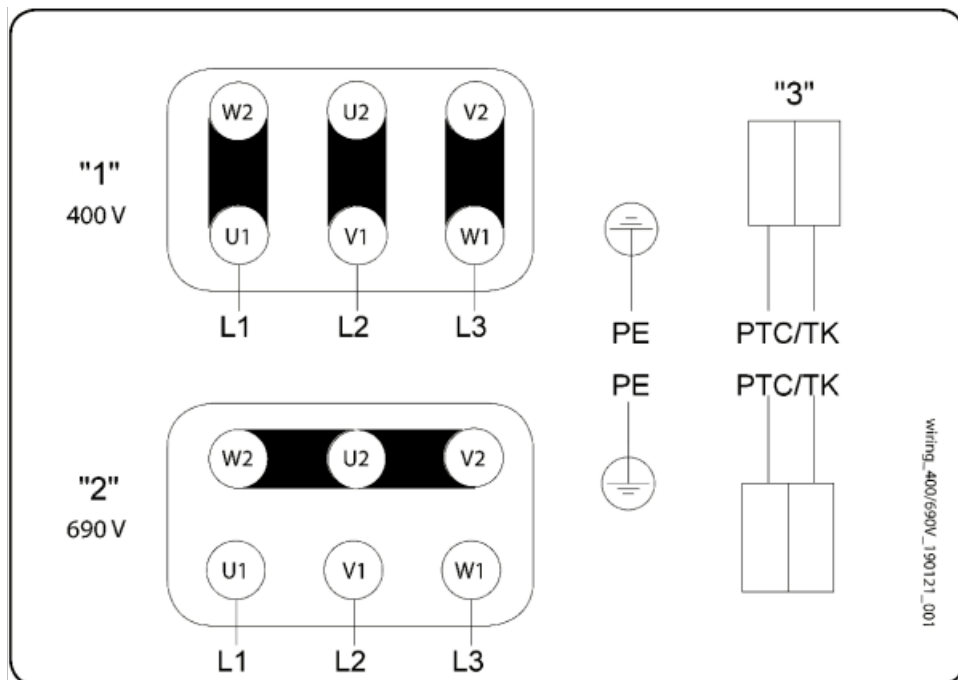 W2 U2 V2
"3"
"1"
400 V
U1 V1 W1
L1 L2 L3 PE PTC/TK
PE PTC/TK
W2 U2 V2
"2"
690 V
U1 V1 W1
L1 L2 L3
wiring_400/690V_190121_001